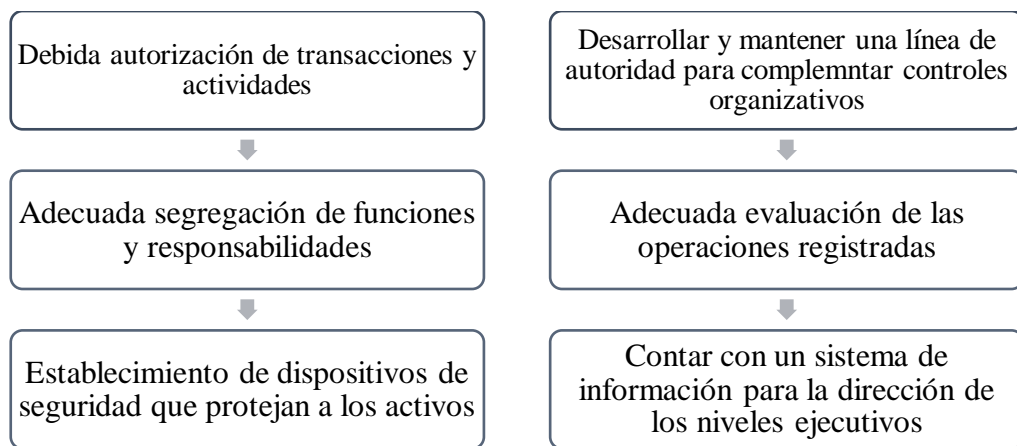 Debida autorización de transacciones y
actividades
Adecuada segregación de funciones
y responsabilidades
Establecimiento de dispositivos de
seguridad que protejan a los activos
Desarrollar y mantener una línea de
autoridad para complemntar controles
organizativos
Adecuada evaluación de las
operaciones registradas
Contar con un sistema de
información para la dirección de
los niveles ejecutivos